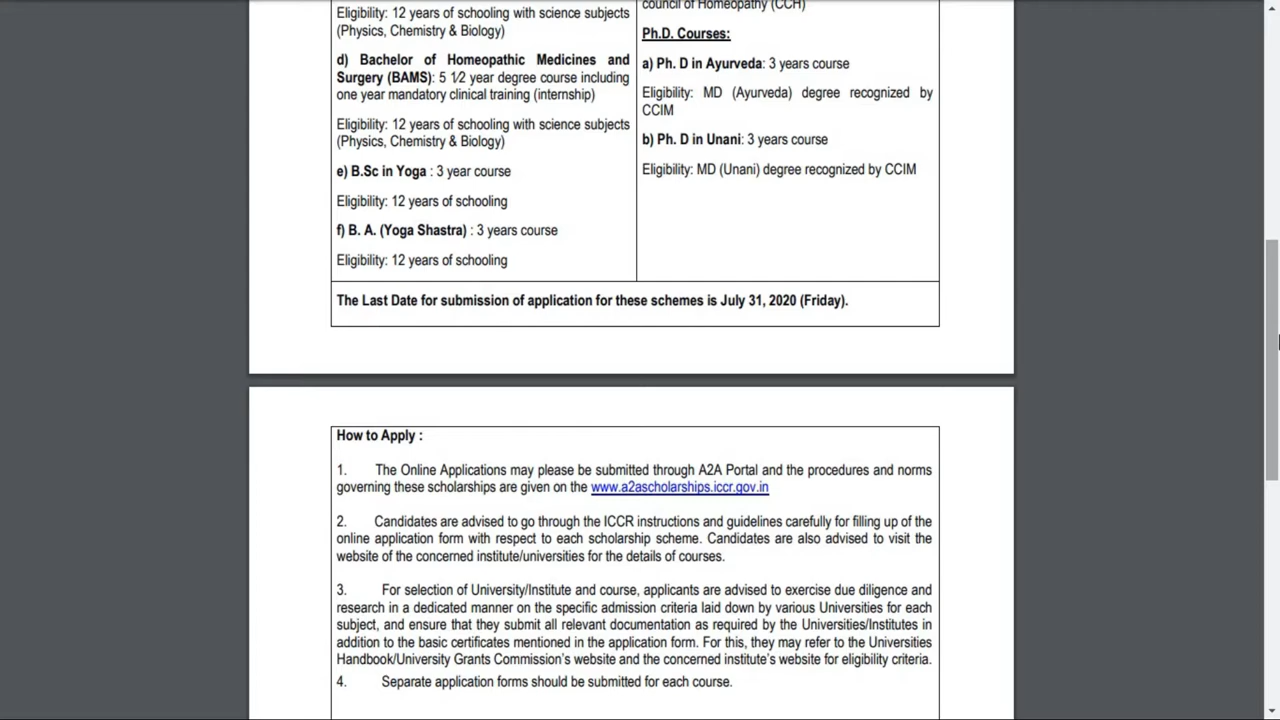 Eligibility: 12 years of schooling with science subjects
(Physics, Chemistry & Biology)
d) Bachelor of Homeopathic Medicines and
Surgery (BAMS): 5 1⁄2 year degree course including
one year mandatory clinical training (internship)
Eligibility: 12 years of schooling with science subjects
(Physics, Chemistry & Biology)
e) B.Sc in Yoga : 3 year course
Eligibility: 12 years of schooling
f) B. A. (Yoga Shastra) : 3 years course
Eligibility: 12 years of schooling
council of Homeopathy (CCH)
Ph.D. Courses:
a) Ph. D in Ayurveda: 3 years course
Eligibility: MD (Ayurveda) degree recognized by
CCIM
b) Ph. D in Unani: 3 years course
Eligibility: MD (Unani) degree recognized by CCIM
The Last Date for submission of application for these schemes is July 31, 2020 (Friday).
How to Apply :
1. The Online Applications may please be submitted through A2A Portal and the procedures and norms
governing these scholarships are given on the www.a2ascholarships.iccr.gov.in
2. Candidates are advised to go through the ICCR instructions and guidelines carefully for filling up of the
online application form with respect to each scholarship scheme. Candidates are also advised to visit the
website of the concerned institute/universities for the details of courses.
3. For selection of University/Institute and course, applicants are advised to exercise due diligence and
research in a dedicated manner on the specific admission criteria laid down by various Universities for each
subject, and ensure that they submit all relevant documentation as required by the Universities/Institutes in
addition to the basic certificates mentioned in the application form. For this, they may refer to the Universities
Handbook/University Grants Commission's website and the concerned institute's website for eligibility criteria.
4. Separate application forms should be submitted for each course.